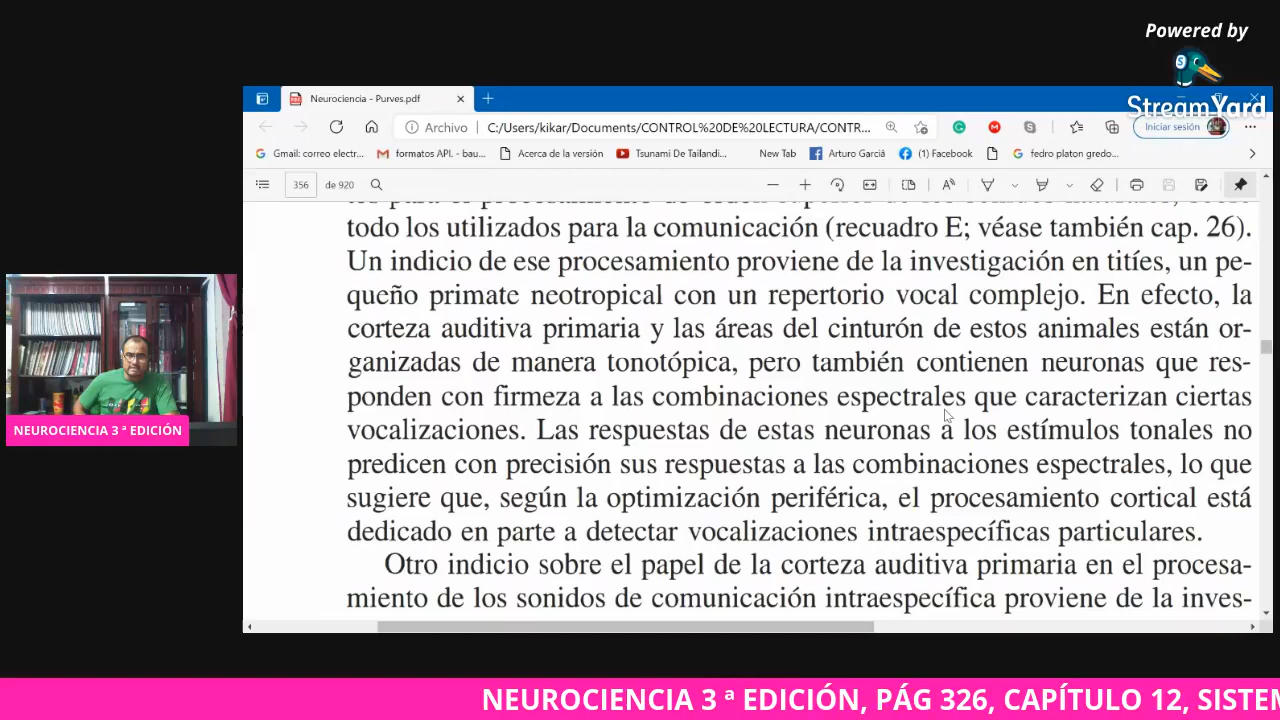 Powered by
StreamYard
Neurociencia - Purves.pdf
Archivo
C:/Users/kikar/Documents/CONTROL%20DE%20LECTURA/CONTR...
Iniciar sesión
Gmail: correo electr...
formatos API. - bau...
Acerca de la versión
Tsunami De Tailandi...
New Tab
Arturo Garciá
(1) Facebook
fedro platon gredo...
356
de 920
todo los utilizados para la comunicación (recuadro E; véase también cap. 26).
Un indicio de ese procesamiento proviene de la investigación en titíes, un pe-
queño primate neotropical con un repertorio vocal complejo. En efecto, la
corteza auditiva primaria y las áreas del cinturón de estos animales están or-
ganizadas de manera tonotópica, pero también contienen neuronas que res-
ponden con firmeza a las combinaciones espectrales que caracterizan ciertas
vocalizaciones. Las respuestas de estas neuronas a los estímulos tonales no
predicen con precisión sus respuestas a las combinaciones espectrales, lo que
sugiere que, según la optimización periférica, el procesamiento cortical está
dedicado en parte a detectar vocalizaciones intraespecíficas particulares.
Otro indicio sobre el papel de la corteza auditiva primaria en el procesa-
miento de los sonidos de comunicación intraespecífica proviene de la inves-
NEUROCIENCIA 3 ª EDICIÓN
NEUROCIENCIA 3 ª EDICIÓN, PÁG 326, CAPÍTULO 12, SISTEM